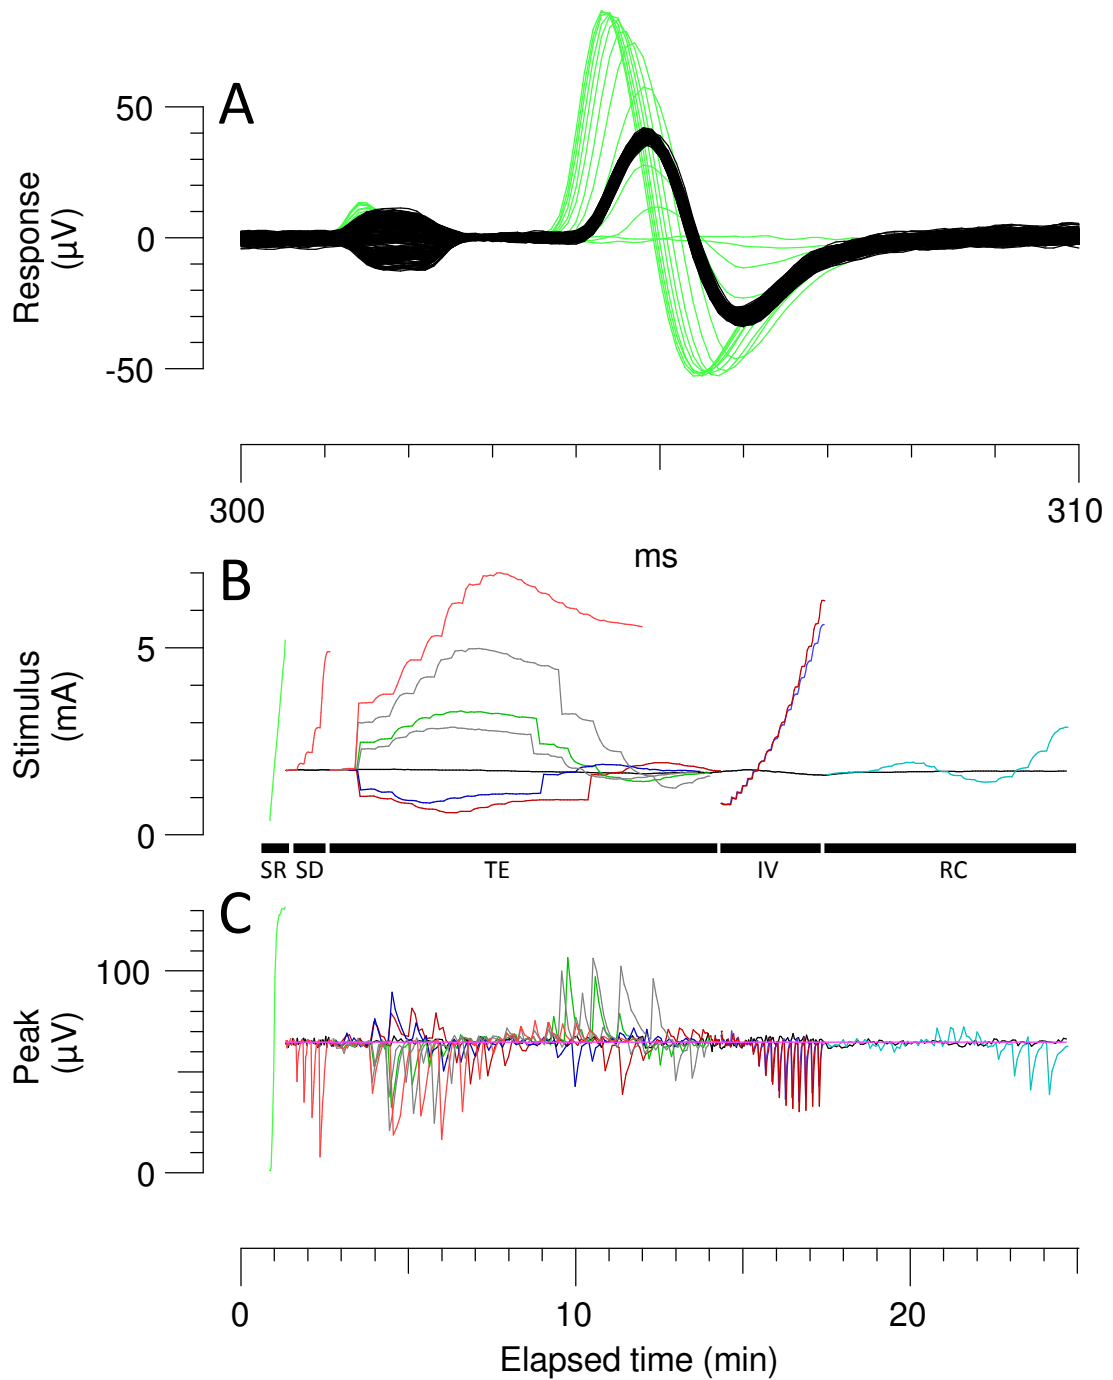 A
50
0
-50
Response
(µV)
300
310
ms
B
5
0
Stimulus
(mA)
SR
SD
TE
IV
RC
C
100
0
Peak
(µV)
0
10
20
Elapsed time (min)